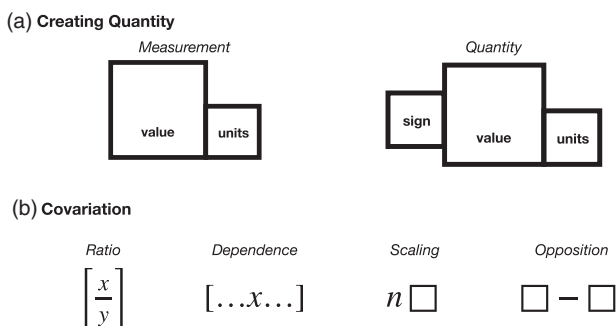 (a) Creating Quantity
Measurement Quantity
value units sign value units
(b) Covariation
Ratio Dependence Scaling Opposition
[x/y] [...x...] n□ □ − □